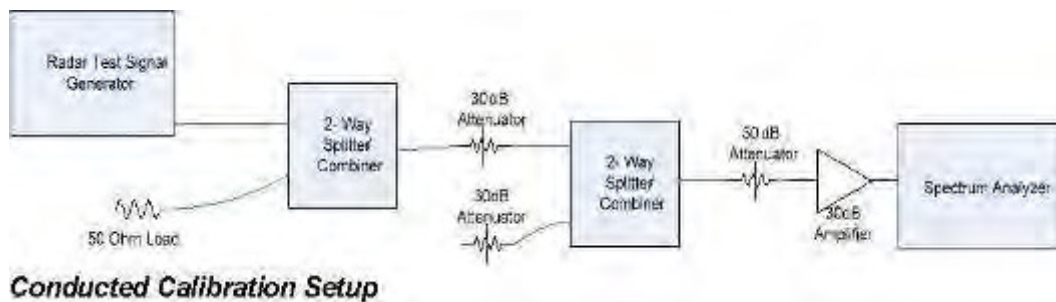 Radar Test Signal
Generator
2- Way
Splitter/
Combiner
50 Ohm Load
30dB
Attenuator
30dB
Attenuator
2- Way
Splitter/
Combiner
30 dB
Attenuator
30dB
Amplifier
Spectrum Analyzer
Conducted Calibration Setup